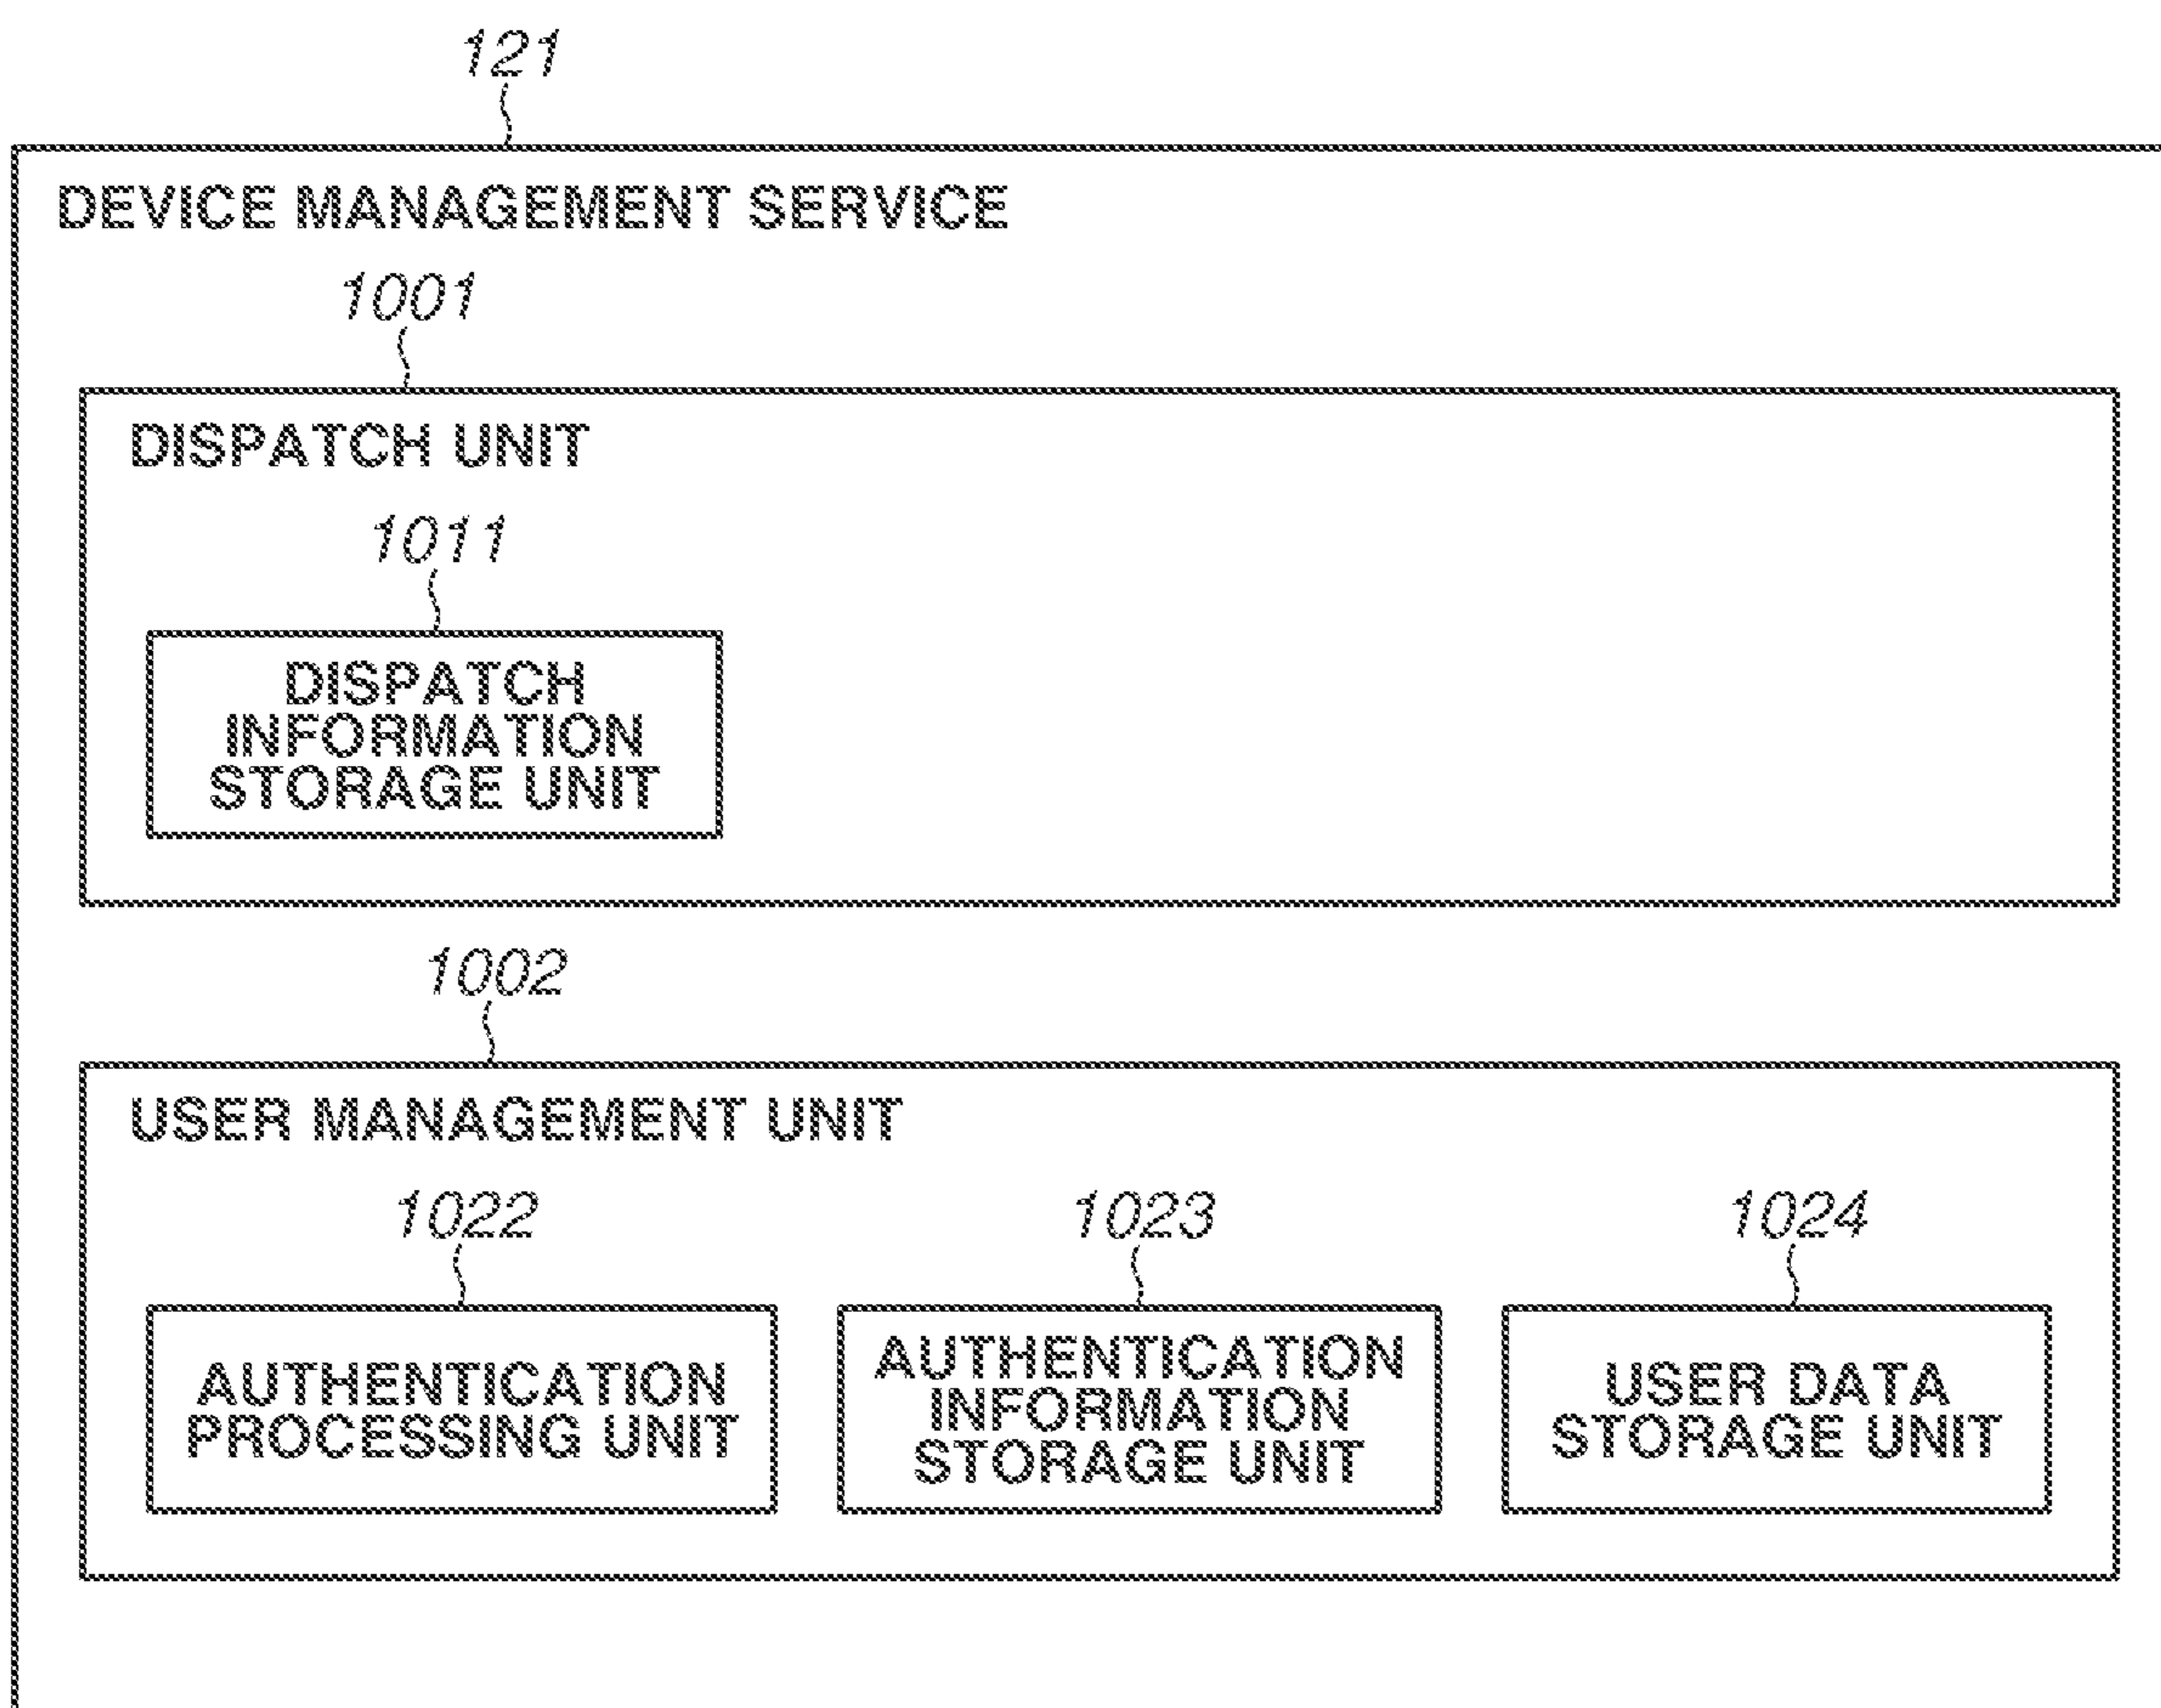 121
DEVICE MANAGEMENT SERVICE
1001
DISPATCH UNIT
1011
DISPATCH
INFORMATION
STORAGE UNIT
1002
USER MANAGEMENT UNIT
1022
AUTHENTICATION
PROCESSING UNIT
1023
AUTHENTICATION
INFORMATION
STORAGE UNIT
1024
USER DATA
STORAGE UNIT